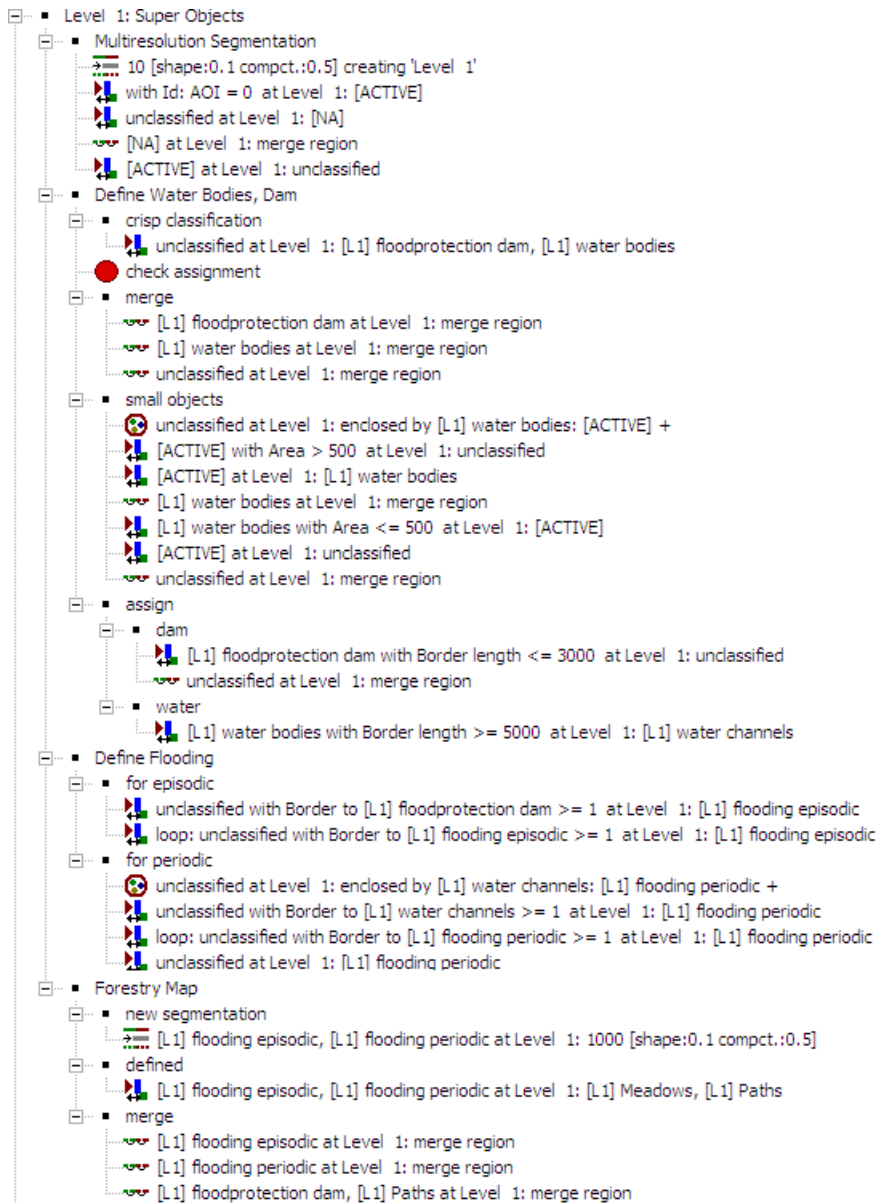 Level 1: Super Objects
Multiresolution Segmentation
10 [shape:0.1 compct.:0.5] creating 'Level 1'
with Id: AOI = 0 at Level 1: [ACTIVE]
unclassified at Level 1: [NA]
[NA] at Level 1: merge region
[ACTIVE] at Level 1: unclassified
Define Water Bodies, Dam
crisp classification
unclassified at Level 1: [L1] floodprotection dam, [L1] water bodies
check assignment
merge
[L1] floodprotection dam at Level 1: merge region
[L1] water bodies at Level 1: merge region
unclassified at Level 1: merge region
small objects
unclassified at Level 1: enclosed by [L1] water bodies: [ACTIVE] +
[ACTIVE] with Area > 500 at Level 1: unclassified
[ACTIVE] at Level 1: [L1] water bodies
[L1] water bodies at Level 1: merge region
[L1] water bodies with Area <= 500 at Level 1: [ACTIVE]
[ACTIVE] at Level 1: unclassified
unclassified at Level 1: merge region
assign
dam
[L1] floodprotection dam with Border length <= 3000 at Level 1: unclassified
unclassified at Level 1: merge region
water
[L1] water bodies with Border length >= 5000 at Level 1: [L1] water channels
Define Flooding
for episodic
unclassified with Border to [L1] floodprotection dam >= 1 at Level 1: [L1] flooding episodic
loop: unclassified with Border to [L1] flooding episodic >= 1 at Level 1: [L1] flooding episodic
for periodic
unclassified at Level 1: enclosed by [L1] water channels: [L1] flooding periodic +
unclassified with Border to [L1] water channels >= 1 at Level 1: [L1] flooding periodic
loop: unclassified with Border to [L1] flooding periodic >= 1 at Level 1: [L1] flooding periodic
unclassified at Level 1: [L1] flooding periodic
Forestry Map
new segmentation
[L1] flooding episodic, [L1] flooding periodic at Level 1: 1000 [shape:0.1 compct.:0.5]
defined
[L1] flooding episodic, [L1] flooding periodic at Level 1: [L1] Meadows, [L1] Paths
merge
[L1] flooding episodic at Level 1: merge region
[L1] flooding periodic at Level 1: merge region
[L1] floodprotection dam, [L1] Paths at Level 1: merge region